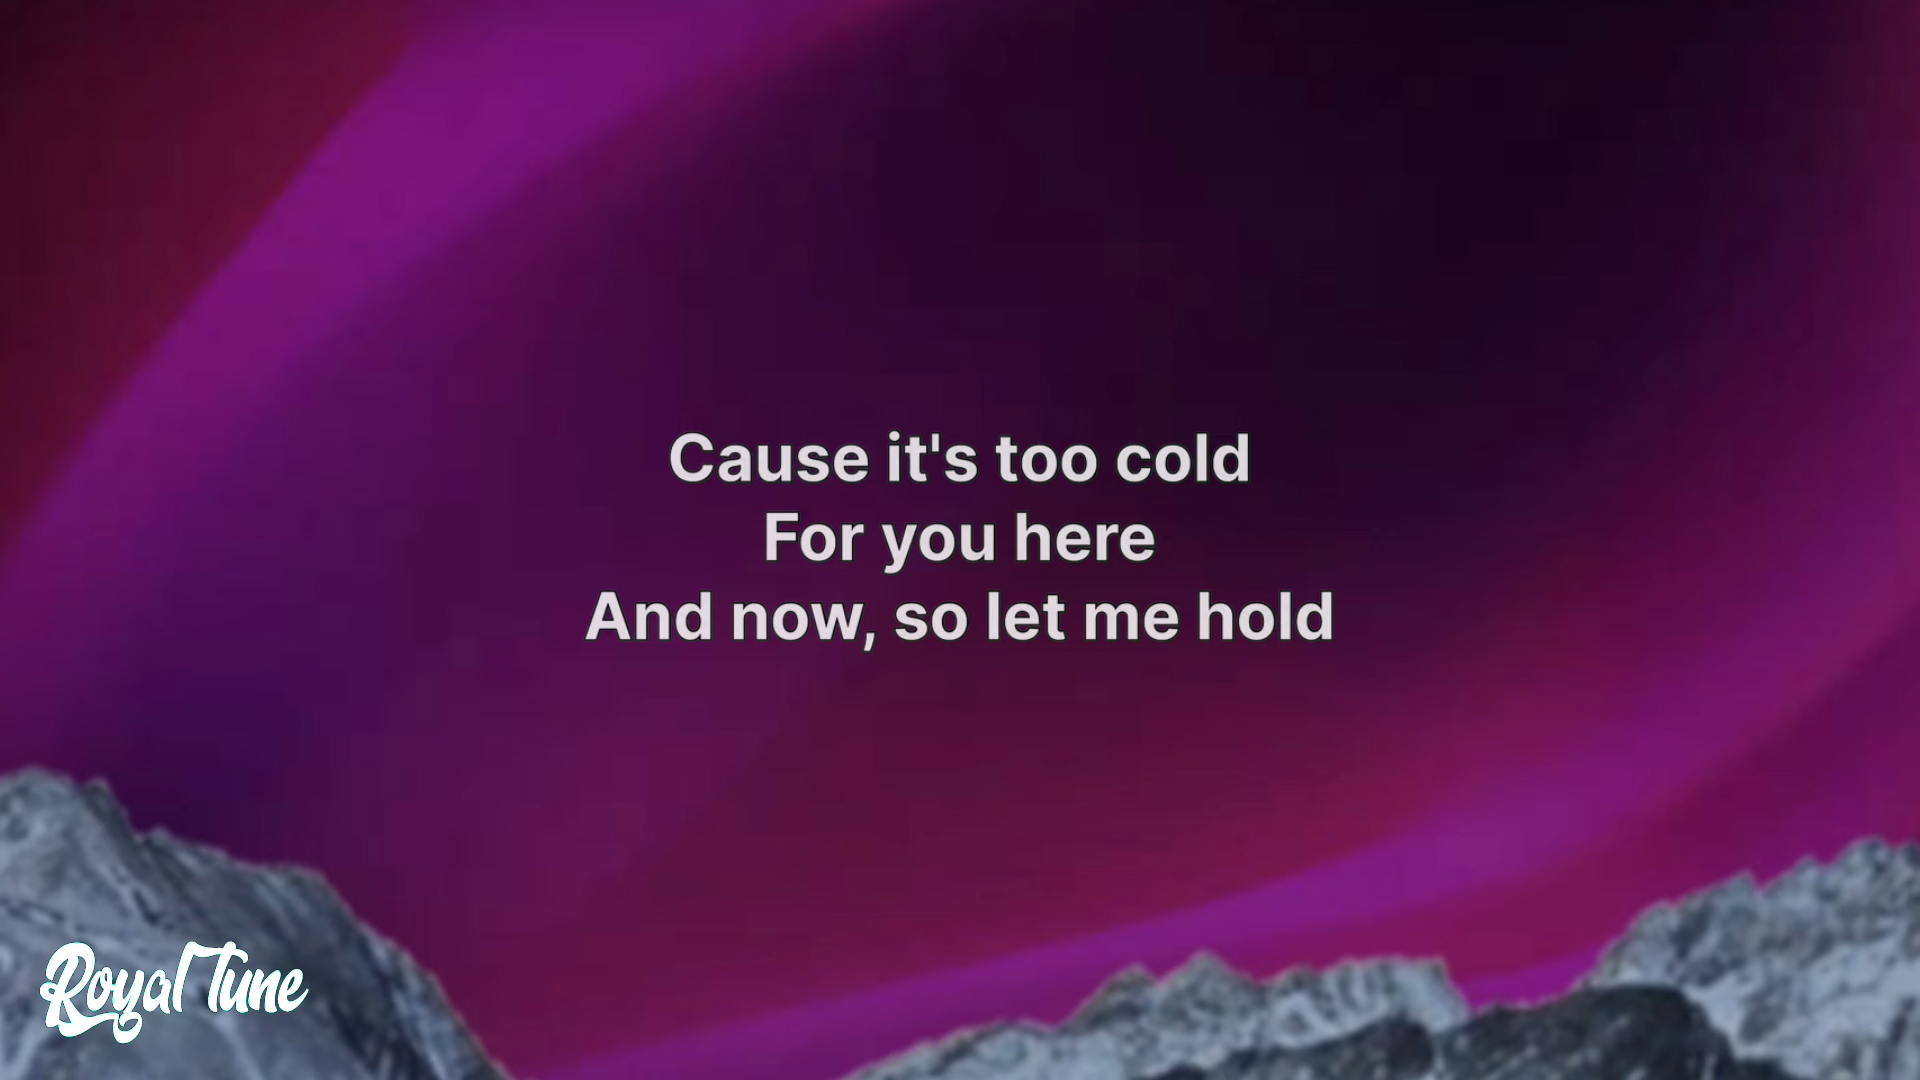 Cause it's too cold
For you here
And now, so let me hold
Royal Tune